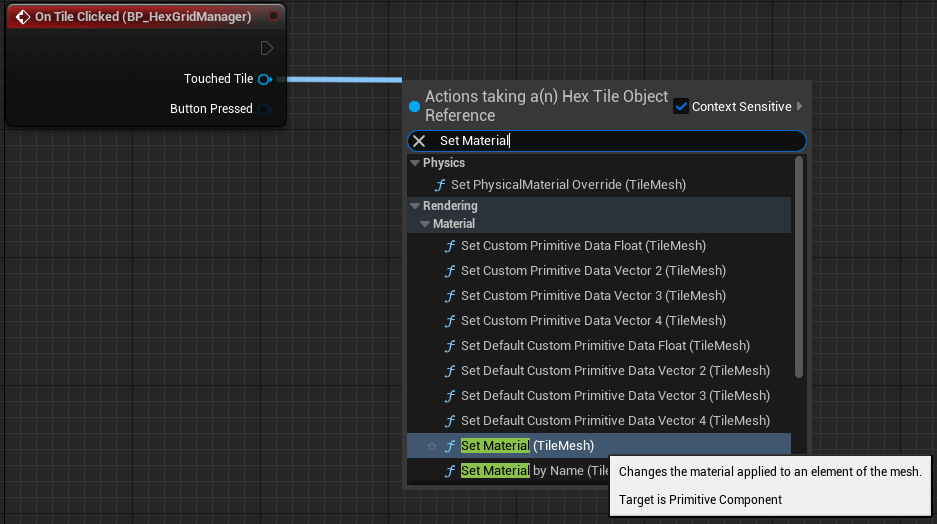 On Tile Clicked (BP_HexGridManager)
Touched Tile
Button Pressed
Actions taking a(n) Hex Tile Object
Reference
Context Sensitive
Set Material
Physics
Set PhysicalMaterial Override (TileMesh)
Rendering
Material
Set Custom Primitive Data Float (TileMesh)
Set Custom Primitive Data Vector 2 (TileMesh)
Set Custom Primitive Data Vector 3 (TileMesh)
Set Custom Primitive Data Vector 4 (TileMesh)
Set Default Custom Primitive Data Float (TileMesh)
Set Default Custom Primitive Data Vector 2 (TileMesh)
Set Default Custom Primitive Data Vector 3 (TileMesh)
Set Default Custom Primitive Data Vector 4 (TileMesh)
Set Material (TileMesh)
Set Material by Name (Tile
Changes the material applied to an element of the mesh.
Target is Primitive Component